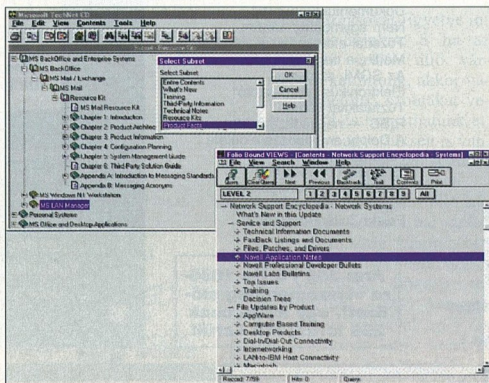 Microsoft TechNet CD
File Edit View Contents Tools Help
Subset: Resource Kit
MS BackOffice and Enterprise Systems
MS BackOffice
MS Mail / Exchange
MS Mail
Resource Kit
MS Mail Resource Kit
Chapter 1: Introduction
Chapter 2: Product Architec
Chapter 3: Product Information
Chapter 4: Configuration Planning
Chapter 5: System Management Guide
Chapter 6: Third-Party Solution Guide
Appendix A: Introduction to Messaging Standards
Appendix B: Messaging Acronyms
MS Windows Nt Workstation
MS LAN Manager
Personal Systems
MS Office and Desktop Applications
Select Subset
Select Subset
Entire Contents
What's New
Training
Third-Party Information
Technical Notes
Resource Kits
Product Facts
OK
Cancel
Help
Folio Bound VIEWS - [Contents - Network Support Encyclopedia - Systems]
File View Search Window Help
Query Clear Query Next Previous Backtrack Trail Contents Print
LEVEL 2 1 2 3 4 5 6 7 8 9 All
Network Support Encyclopedia - Network Systems
What's New in this Update
Service and Support
Technical Information Documents
FaxBack Listings and Documents
Files, Patches, and Drivers
Novell Application Notes
Novell Professional Developer Bullets
Novell Labs Bulletins
Top Issues
Training
Decision Trees
File Updates by Product
AppWare
Computer Based Training
Desktop Products
Dial-In/Dial-Out Connectivity
Internetworking
LAN-to-IBM Host Connectivity
Macintosh
Record: 7/59 Hits: 0 Query: